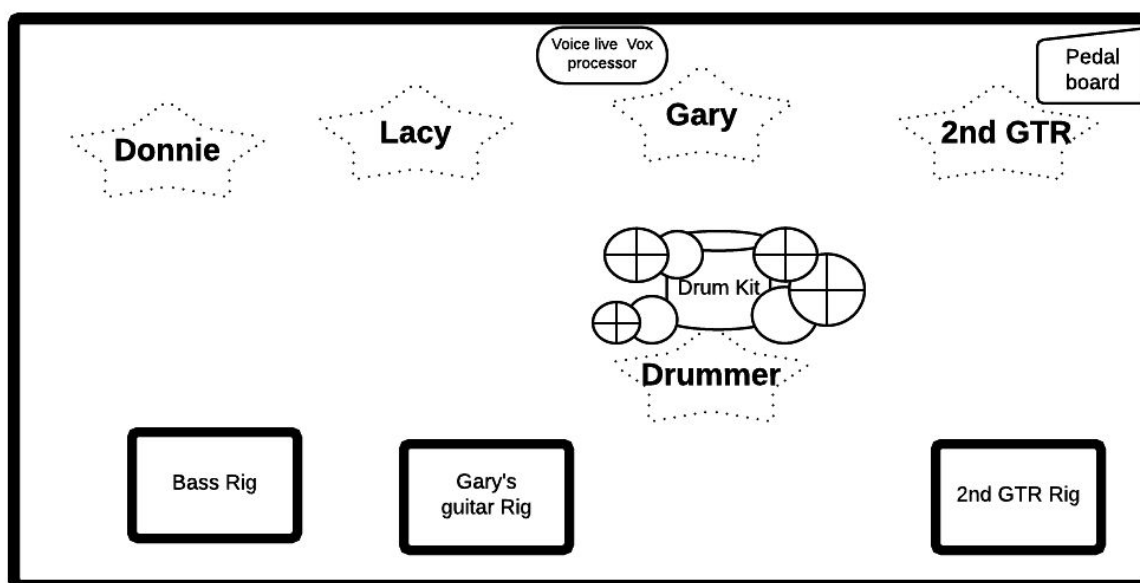 Voice live Vox
processor
Pedal
board
Donnie
Lacy
Gary
2nd GTR
Drum Kit
Drummer
Bass Rig
Gary's
guitar Rig
2nd GTR Rig